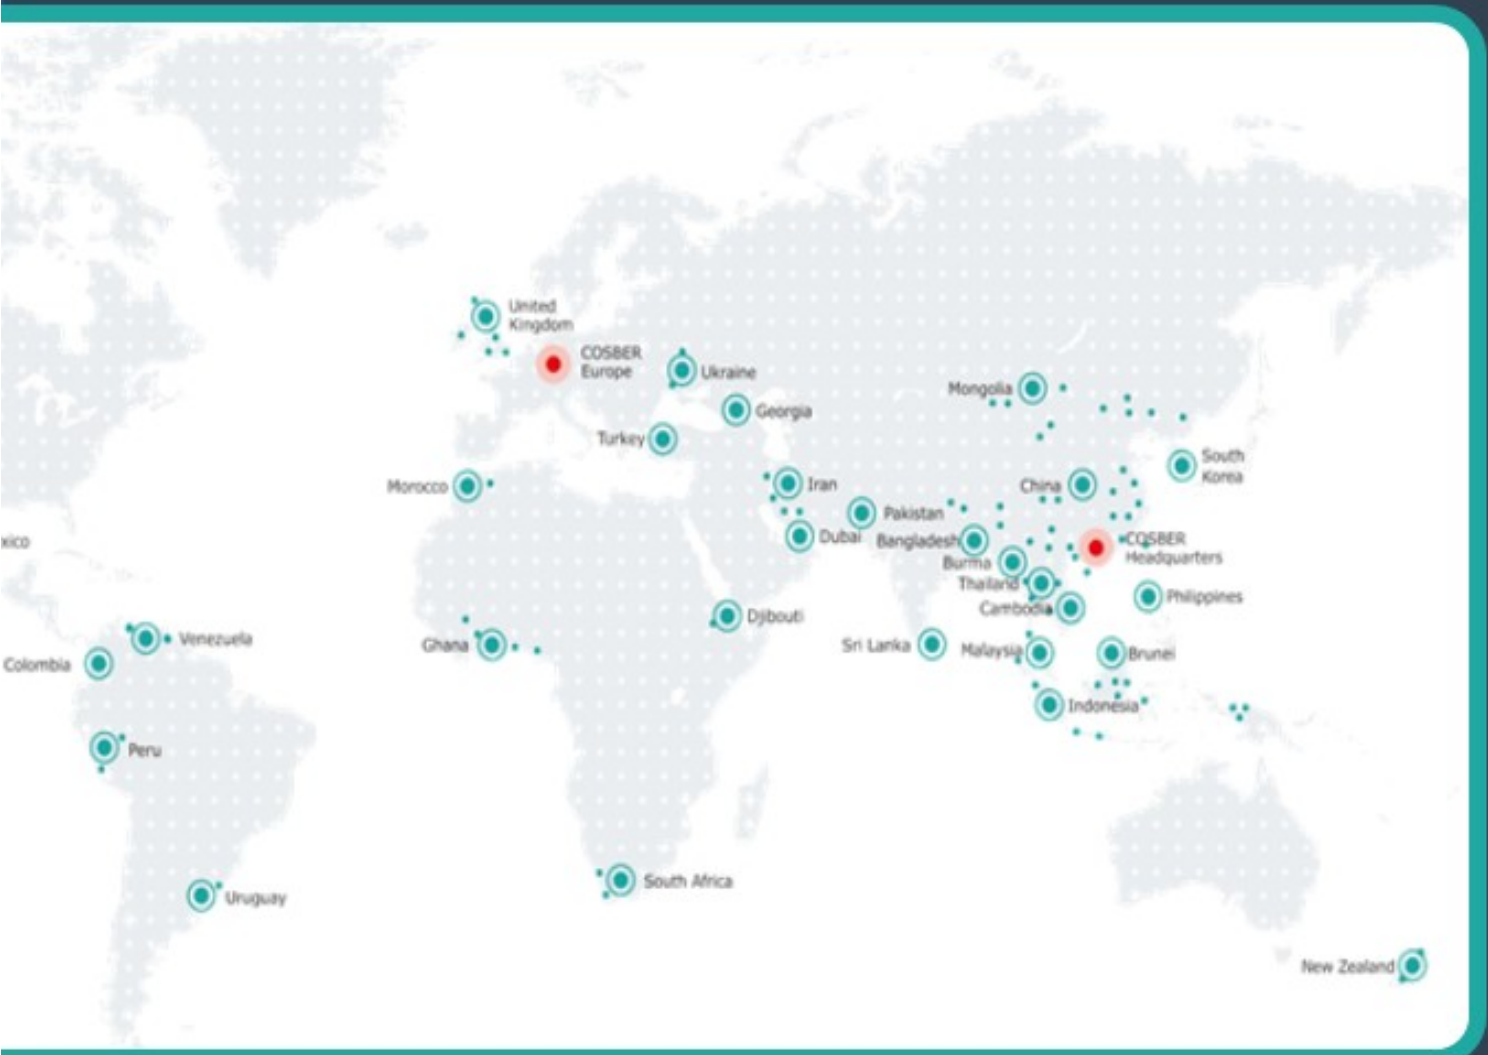 United
Kingdom
COSBER
Europe
Ukraine
Mongolia
Georgia
Turkey
South
Korea
Morocco
Iran
China
Pakistan
Dubai
Bangladesh
COSBER
Headquarters
xico
Burma
Thailand
Cambodia
Philippines
Djibouti
Venezuela
Ghana
Sri Lanka
Malaysia
Brunei
Colombia
Indonesia
Peru
South Africa
Uruguay
New Zealand